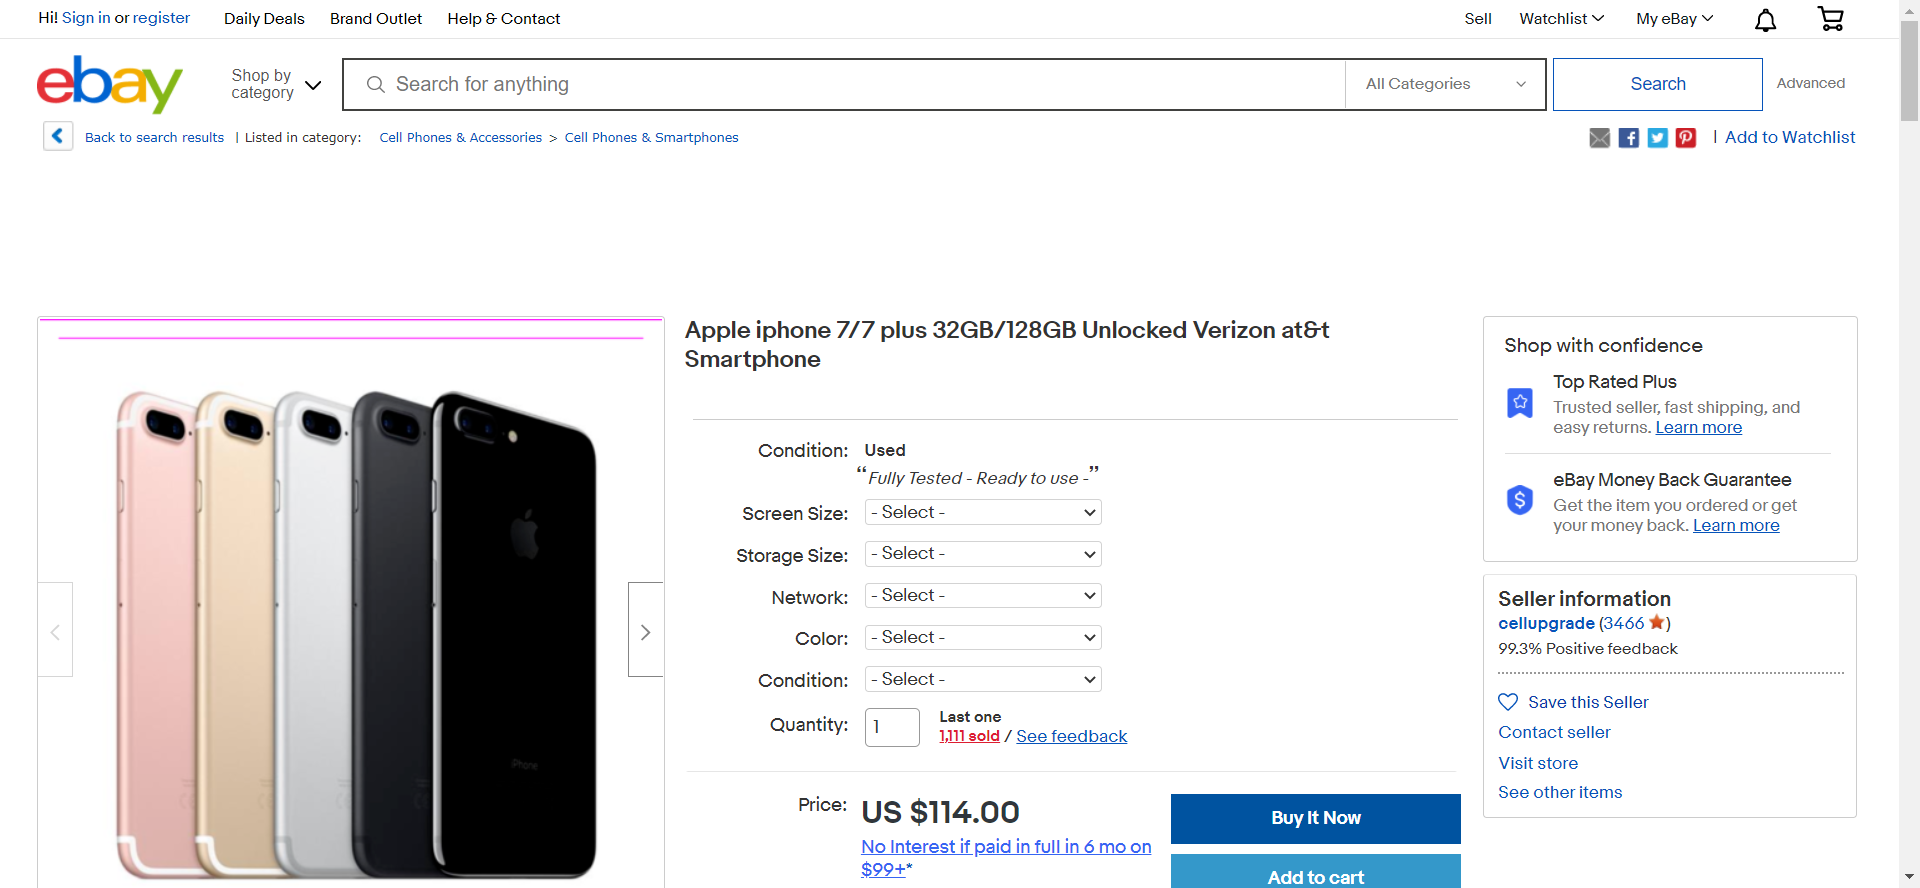 Hi! Sign in or register Daily Deals Brand Outlet Help & Contact Sell Watchlist My eBay
ebay Shop by category Search for anything All Categories Search Advanced
Back to search results | Listed in category: Cell Phones & Accessories > Cell Phones & Smartphones | Add to Watchlist
Apple iphone 7/7 plus 32GB/128GB Unlocked Verizon at&t
Smartphone
Condition: Used
“Fully Tested - Ready to use -”
Screen Size: - Select -
Storage Size: - Select -
Network: - Select -
Color: - Select -
Condition: - Select -
Quantity: 1 Last one
1,111 sold / See feedback
Price: US $114.00
No Interest if paid in full in 6 mo on
$99+*
Buy It Now
Add to cart
iPhone
Shop with confidence
Top Rated Plus
Trusted seller, fast shipping, and
easy returns. Learn more
eBay Money Back Guarantee
Get the item you ordered or get
your money back. Learn more
Seller information
cellupgrade (3466)
99.3% Positive feedback
Save this Seller
Contact seller
Visit store
See other items